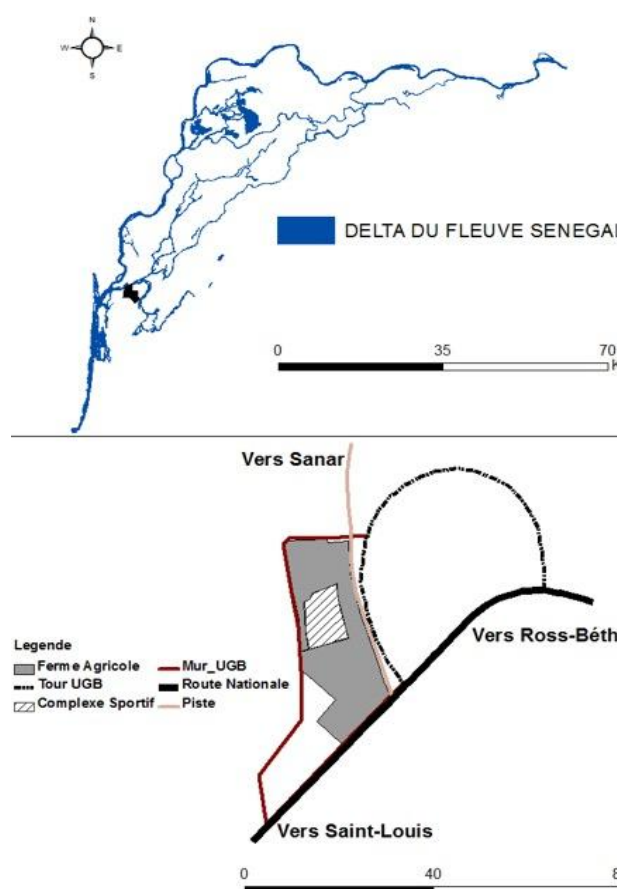 N
W E
S
DELTA DU FLEUVE SENEGAL
0 35 70
K
Vers Sanar
Vers Ross-Béth
Legende
Ferme Agricole Mur_UGB
Tour UGB Route Nationale
Complexe Sportif Piste
Vers Saint-Louis
0 40 8